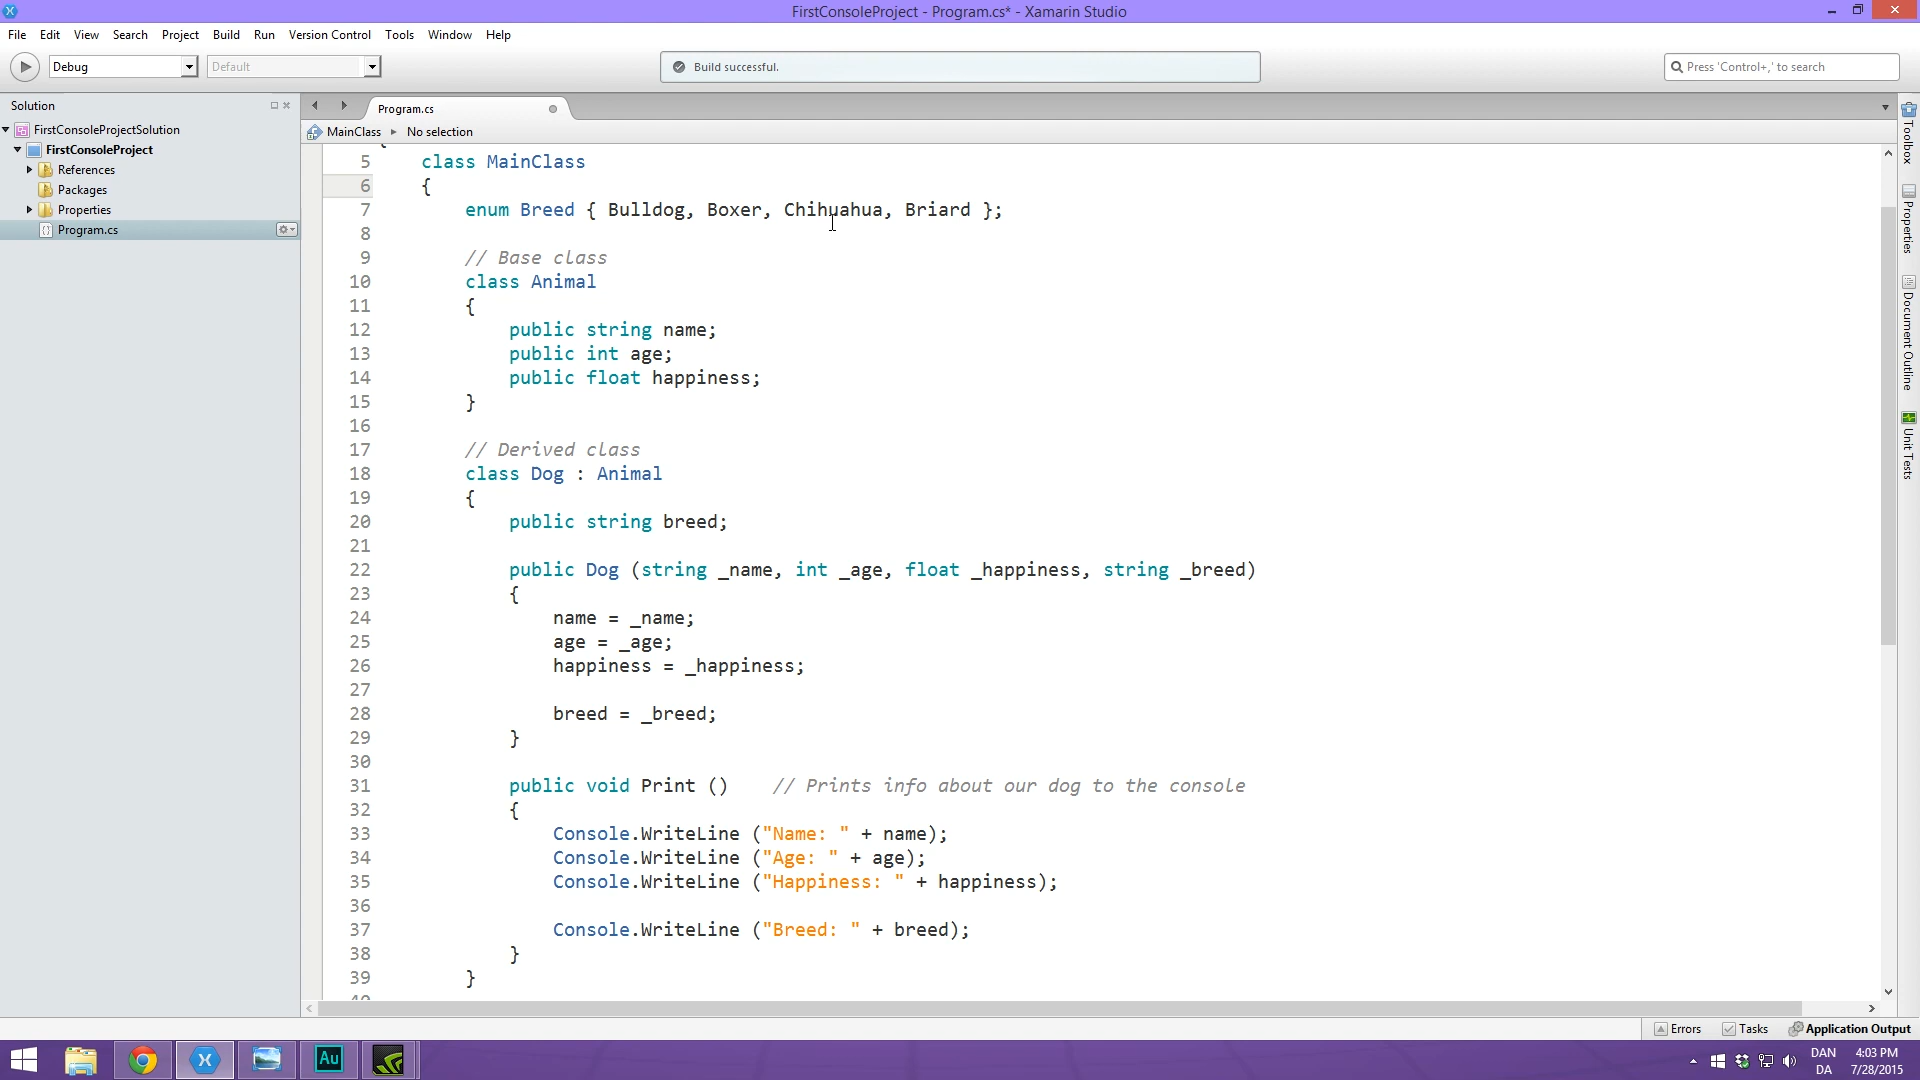 FirstConsoleProject - Program.cs* - Xamarin Studio
File Edit View Search Project Build Run Version Control Tools Window Help
Debug Default Build successful. Press 'Control+,' to search
Solution
FirstConsoleProjectSolution
FirstConsoleProject
References
Packages
Properties
Program.cs
Program.cs
MainClass No selection
5 class MainClass
6 {
7 enum Breed { Bulldog, Boxer, Chihuahua, Briard };
8
9 // Base class
10 class Animal
11 {
12 public string name;
13 public int age;
14 public float happiness;
15 }
16
17 // Derived class
18 class Dog : Animal
19 {
20 public string breed;
21
22 public Dog (string _name, int _age, float _happiness, string _breed)
23 {
24 name = _name;
25 age = _age;
26 happiness = _happiness;
27
28 breed = _breed;
29 }
30
31 public void Print () // Prints info about our dog to the console
32 {
33 Console.WriteLine ("Name: " + name);
34 Console.WriteLine ("Age: " + age);
35 Console.WriteLine ("Happiness: " + happiness);
36
37 Console.WriteLine ("Breed: " + breed);
38 }
39 }
Toolbox
Properties
Document Outline
Unit Tests
Errors Tasks Application Output
Au
DAN
DA
4:03 PM
7/28/2015